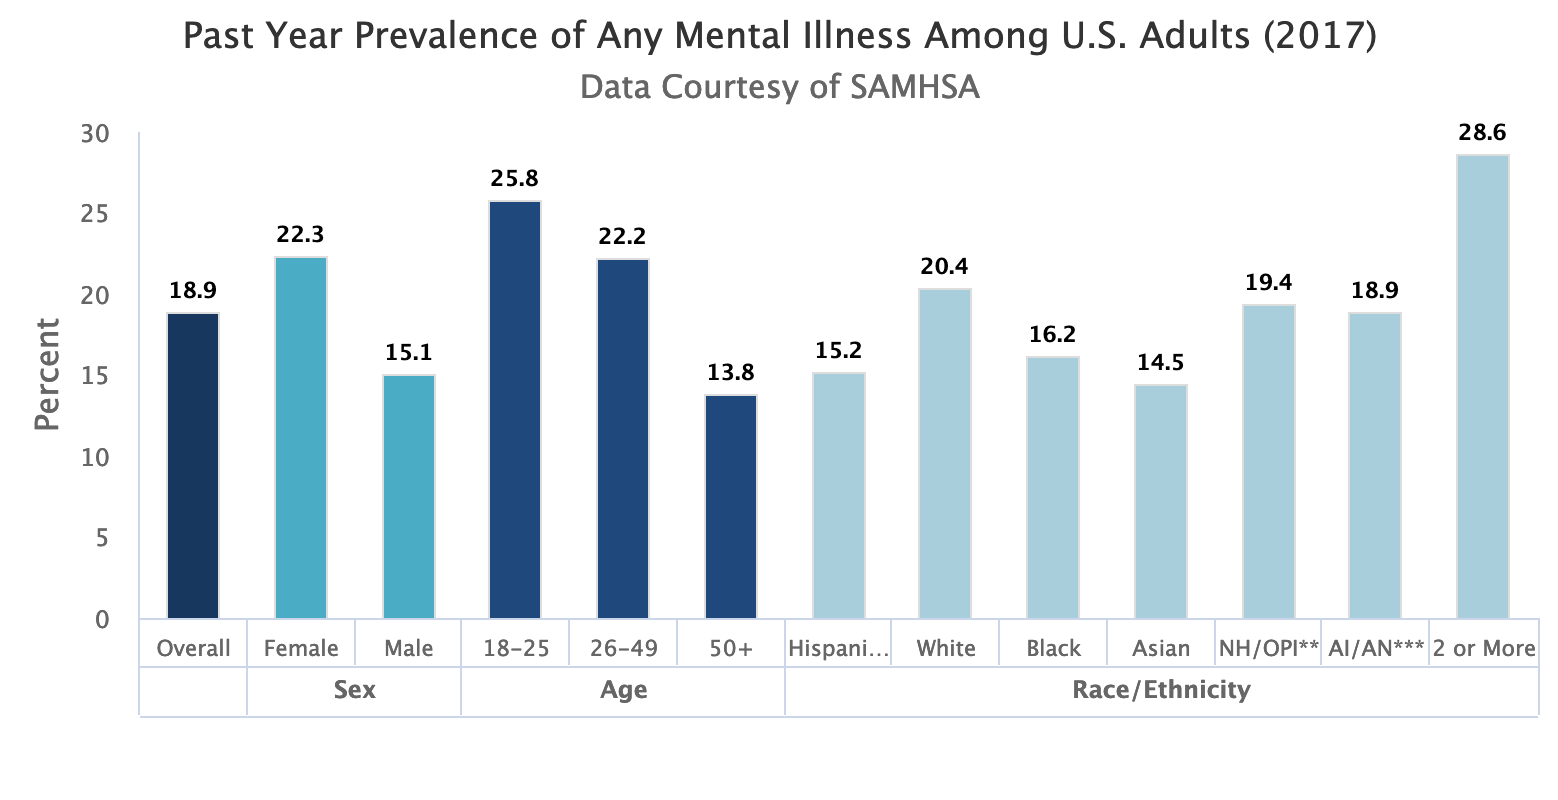 Past Year Prevalence of Any Mental Illness Among U.S. Adults (2017)
Data Courtesy of SAMHSA
Percent
30
25
20
15
10
5
0
18.9
22.3
15.1
25.8
22.2
13.8
15.2
20.4
16.2
14.5
19.4
18.9
28.6
Overall
Female
Male
18-25
26-49
50+
Hispani...
White
Black
Asian
NH/OPI**
AI/AN***
2 or More
Sex
Age
Race/Ethnicity